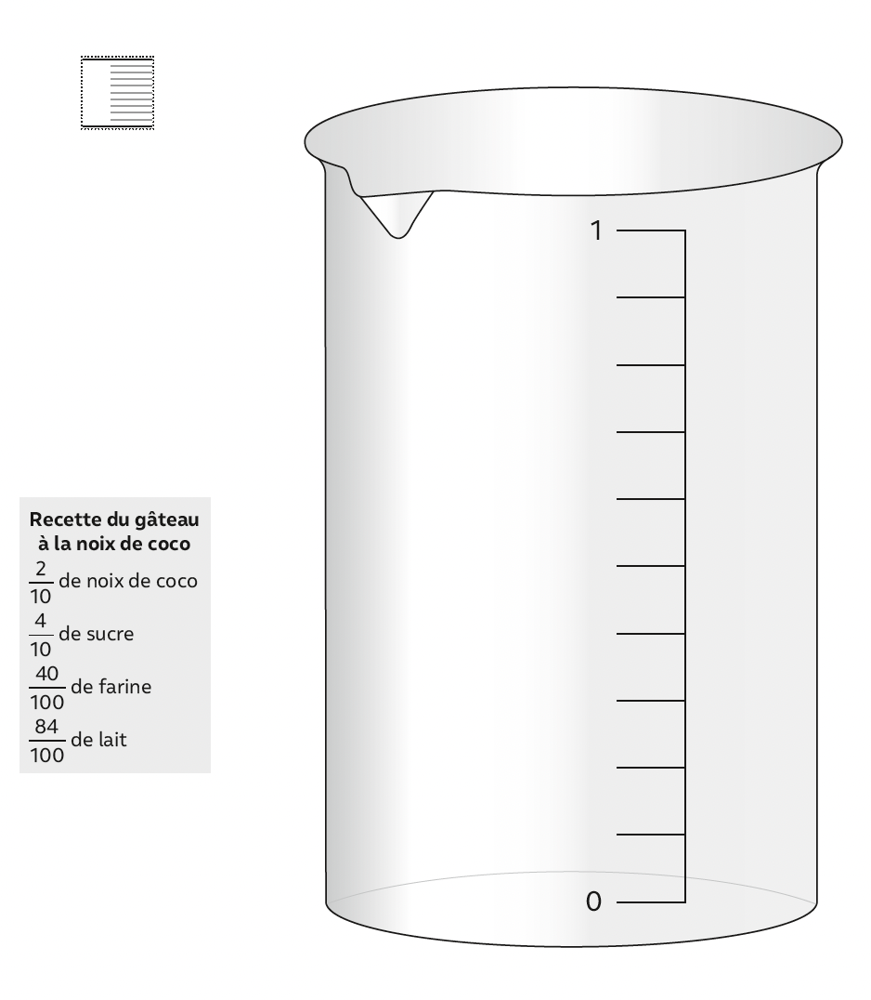 1
Recette du gâteau
à la noix de coco
2/10 de noix de coco
4/10 de sucre
40/100 de farine
84/100 de lait
0